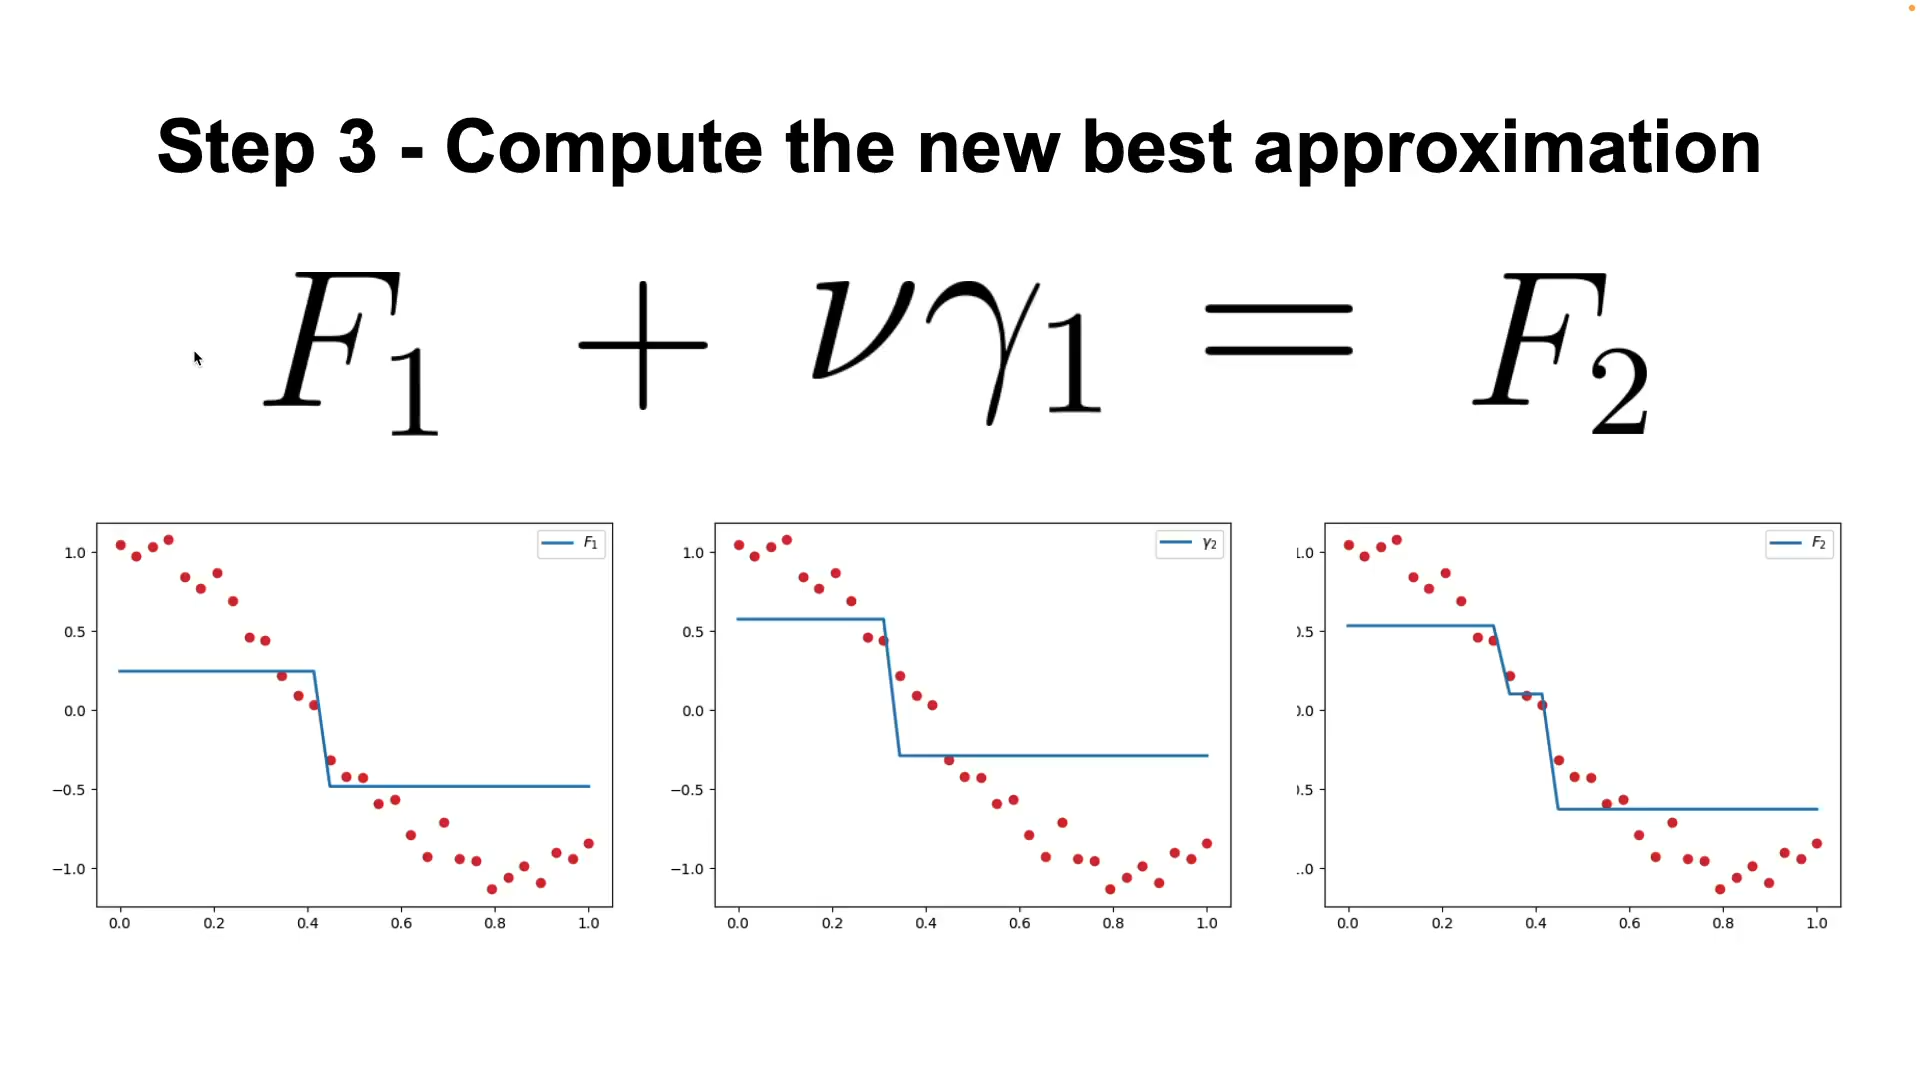 Step 3 - Compute the new best approximation
F₁ + νγ₁ = F₂
F₁
1.0
0.5
0.0
−0.5
−1.0
0.0 0.2 0.4 0.6 0.8 1.0
γ₂
1.0
0.5
0.0
−0.5
−1.0
0.0 0.2 0.4 0.6 0.8 1.0
F₂
0.0 0.2 0.4 0.6 0.8 1.0